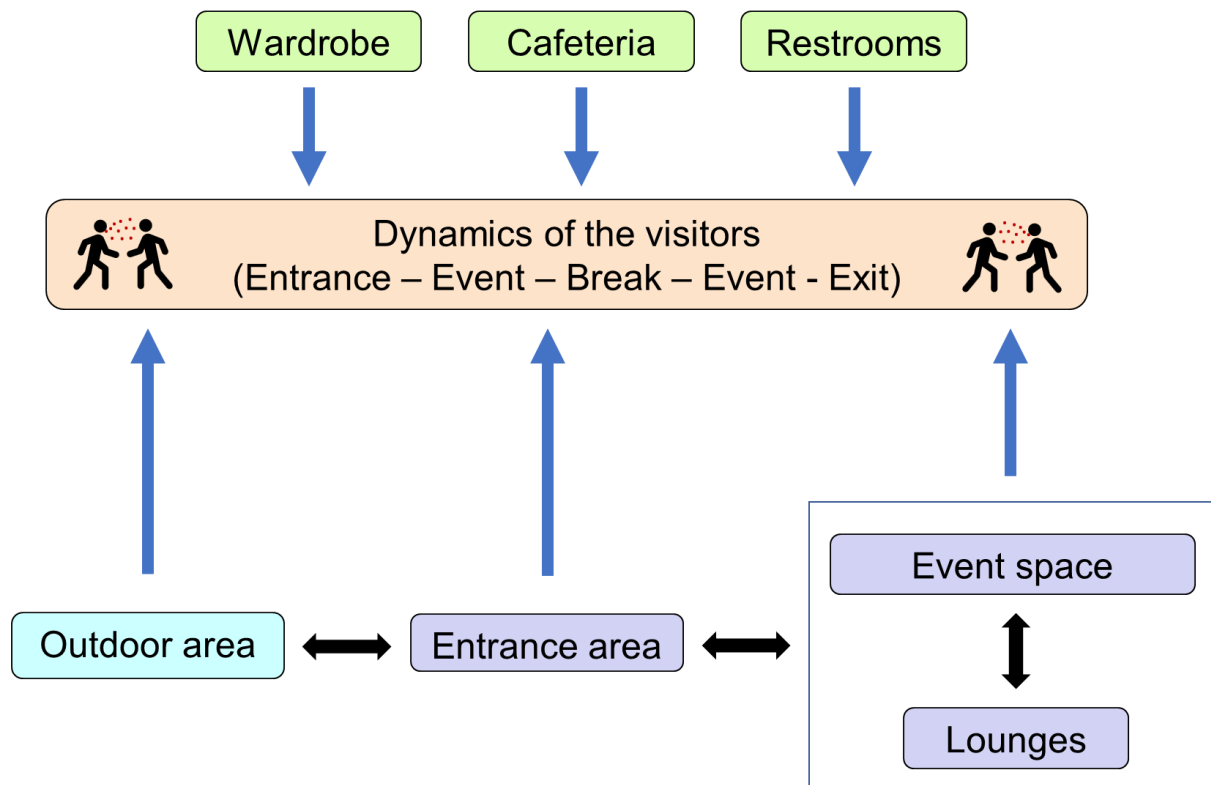 Wardrobe
Cafeteria
Restrooms
Dynamics of the visitors
(Entrance – Event – Break – Event - Exit)
Event space
Outdoor area
Entrance area
Lounges